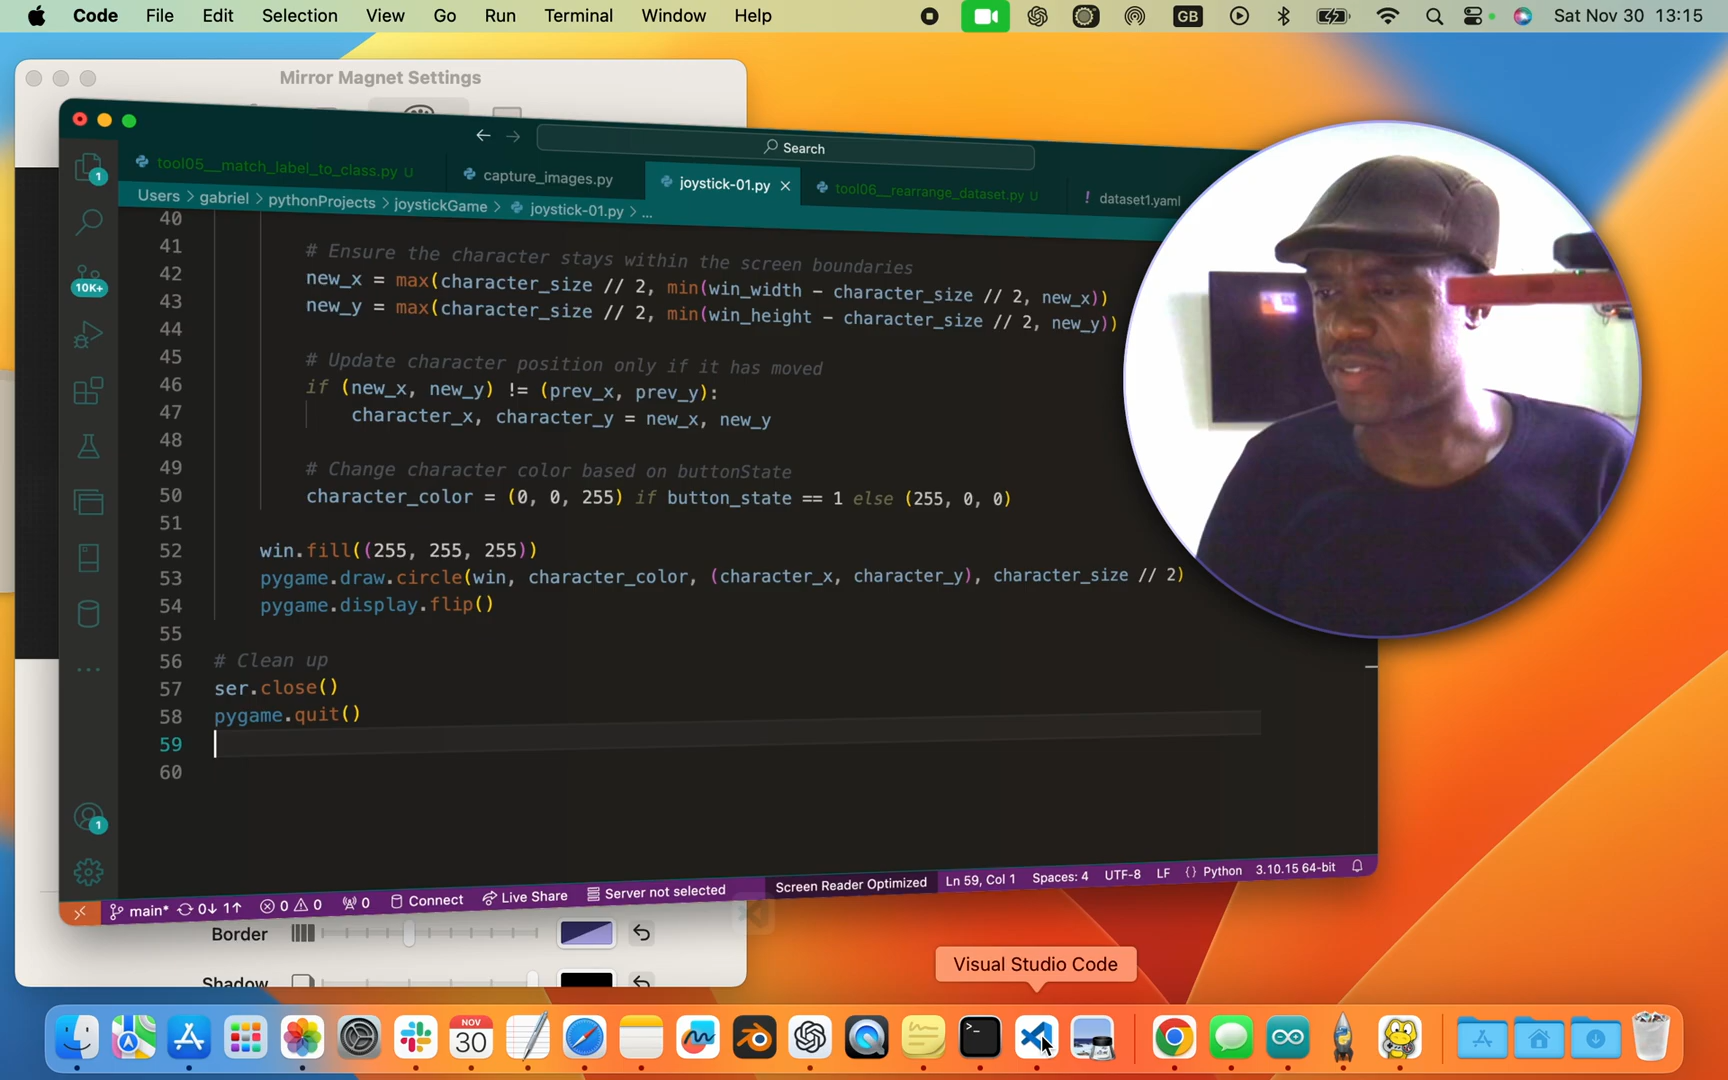 Code File Edit Selection View Go Run Terminal Window Help GB Sat Nov 30 13:15
Mirror Magnet Settings
Search
tool05__match_label_to_class.py U capture_images.py joystick-01.py tool06__rearrange_dataset.py U ! dataset1.yaml
Users > gabriel > pythonProjects > joystickGame > joystick-01.py > ...
40
41 # Ensure the character stays within the screen boundaries
42 new_x = max(character_size // 2, min(win_width - character_size // 2, new_x))
43 new_y = max(character_size // 2, min(win_height - character_size // 2, new_y))
44
45 # Update character position only if it has moved
46 if (new_x, new_y) != (prev_x, prev_y):
47 character_x, character_y = new_x, new_y
48
49 # Change character color based on buttonState
50 character_color = (0, 0, 255) if button_state == 1 else (255, 0, 0)
51
52 win.fill((255, 255, 255))
53 pygame.draw.circle(win, character_color, (character_x, character_y), character_size // 2)
54 pygame.display.flip()
55
56 # Clean up
57 ser.close()
58 pygame.quit()
59
60
1
10K+
1
main* 0↓ 1↑ 0 0 0 Connect Live Share Server not selected Screen Reader Optimized Ln 59, Col 1 Spaces: 4 UTF-8 LF {} Python 3.10.15 64-bit
Border
Shadow
Visual Studio Code
NOV
30